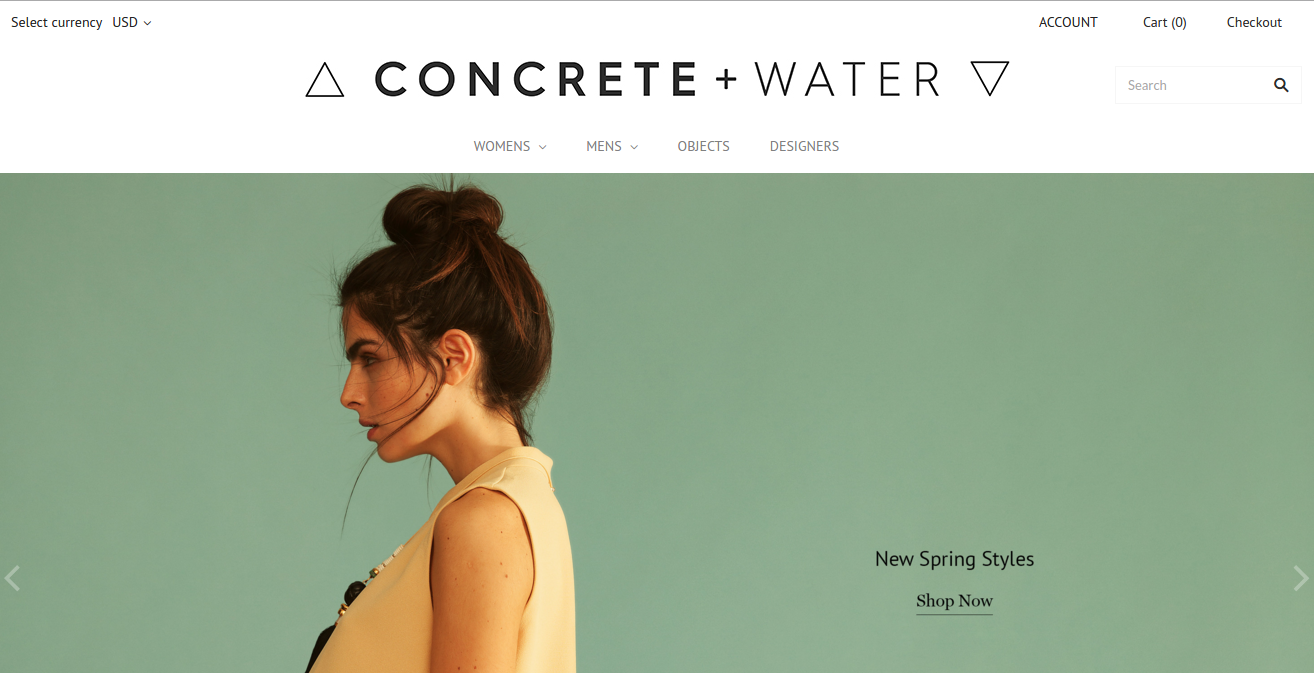 Select currency USD
ACCOUNT Cart (0) Checkout
CONCRETE + WATER
Search
WOMENS MENS OBJECTS DESIGNERS
New Spring Styles
Shop Now